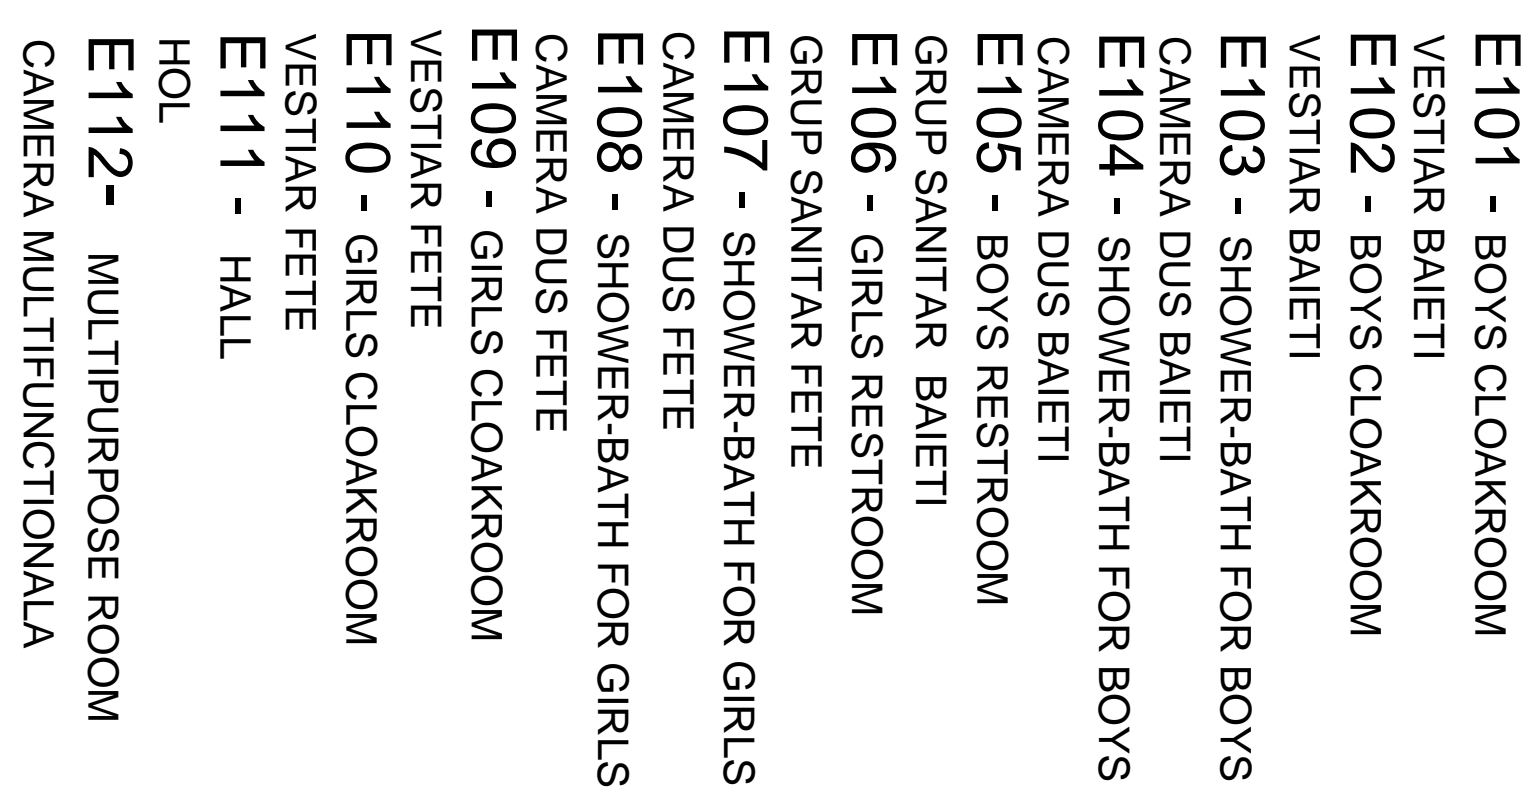 E101 - BOYS CLOAKROOM
VESTIAR BAIETI
E102 - BOYS CLOAKROOM
VESTIAR BAIETI
E103 - SHOWER-BATH FOR BOYS
CAMERA DUS BAIETI
E104 - SHOWER-BATH FOR BOYS
CAMERA DUS BAIETI
E105 - BOYS RESTROOM
GRUP SANITAR BAIETI
E106 - GIRLS RESTROOM
GRUP SANITAR FETE
E107 - SHOWER-BATH FOR GIRLS
CAMERA DUS FETE
E108 - SHOWER-BATH FOR GIRLS
CAMERA DUS FETE
E109 - GIRLS CLOAKROOM
VESTIAR FETE
E110 - GIRLS CLOAKROOM
VESTIAR FETE
E111 - HALL
HOL
E112- MULTIPURPOSE ROOM
CAMERA MULTIFUNCTIONALA